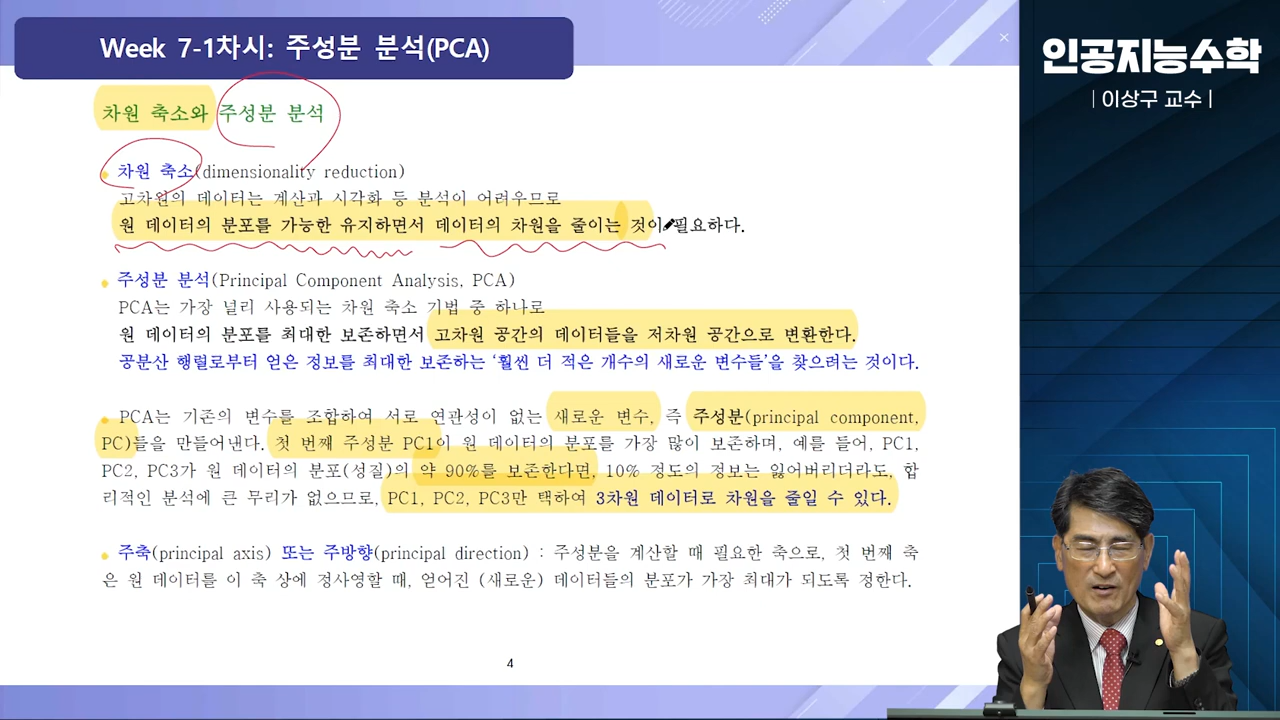 Week 7-1차시: 주성분 분석(PCA)
인공지능수학
| 이상구 교수 |
차원 축소와 주성분 분석
차원 축소(dimensionality reduction)
고차원의 데이터는 계산과 시각화 등 분석이 어려우므로
원 데이터의 분포를 가능한 유지하면서 데이터의 차원을 줄이는 것이 필요하다.
주성분 분석(Principal Component Analysis, PCA)
PCA는 가장 널리 사용되는 차원 축소 기법 중 하나로
원 데이터의 분포를 최대한 보존하면서 고차원 공간의 데이터들을 저차원 공간으로 변환한다.
공분산 행렬로부터 얻은 정보를 최대한 보존하는 ‘훨씬 더 적은 개수의 새로운 변수들’을 찾으려는 것이다.
PCA는 기존의 변수를 조합하여 서로 연관성이 없는 새로운 변수, 즉 주성분(principal component,
PC)들을 만들어낸다. 첫 번째 주성분 PC1이 원 데이터의 분포를 가장 많이 보존하며, 예를 들어, PC1,
PC2, PC3가 원 데이터의 분포(성질)의 약 90%를 보존한다면, 10% 정도의 정보는 잃어버리더라도, 합
리적인 분석에 큰 무리가 없으므로, PC1, PC2, PC3만 택하여 3차원 데이터로 차원을 줄일 수 있다.
주축(principal axis) 또는 주방향(principal direction) : 주성분을 계산할 때 필요한 축으로, 첫 번째 축
은 원 데이터를 이 축 상에 정사영할 때, 얻어진 (새로운) 데이터들의 분포가 가장 최대가 되도록 정한다.
4